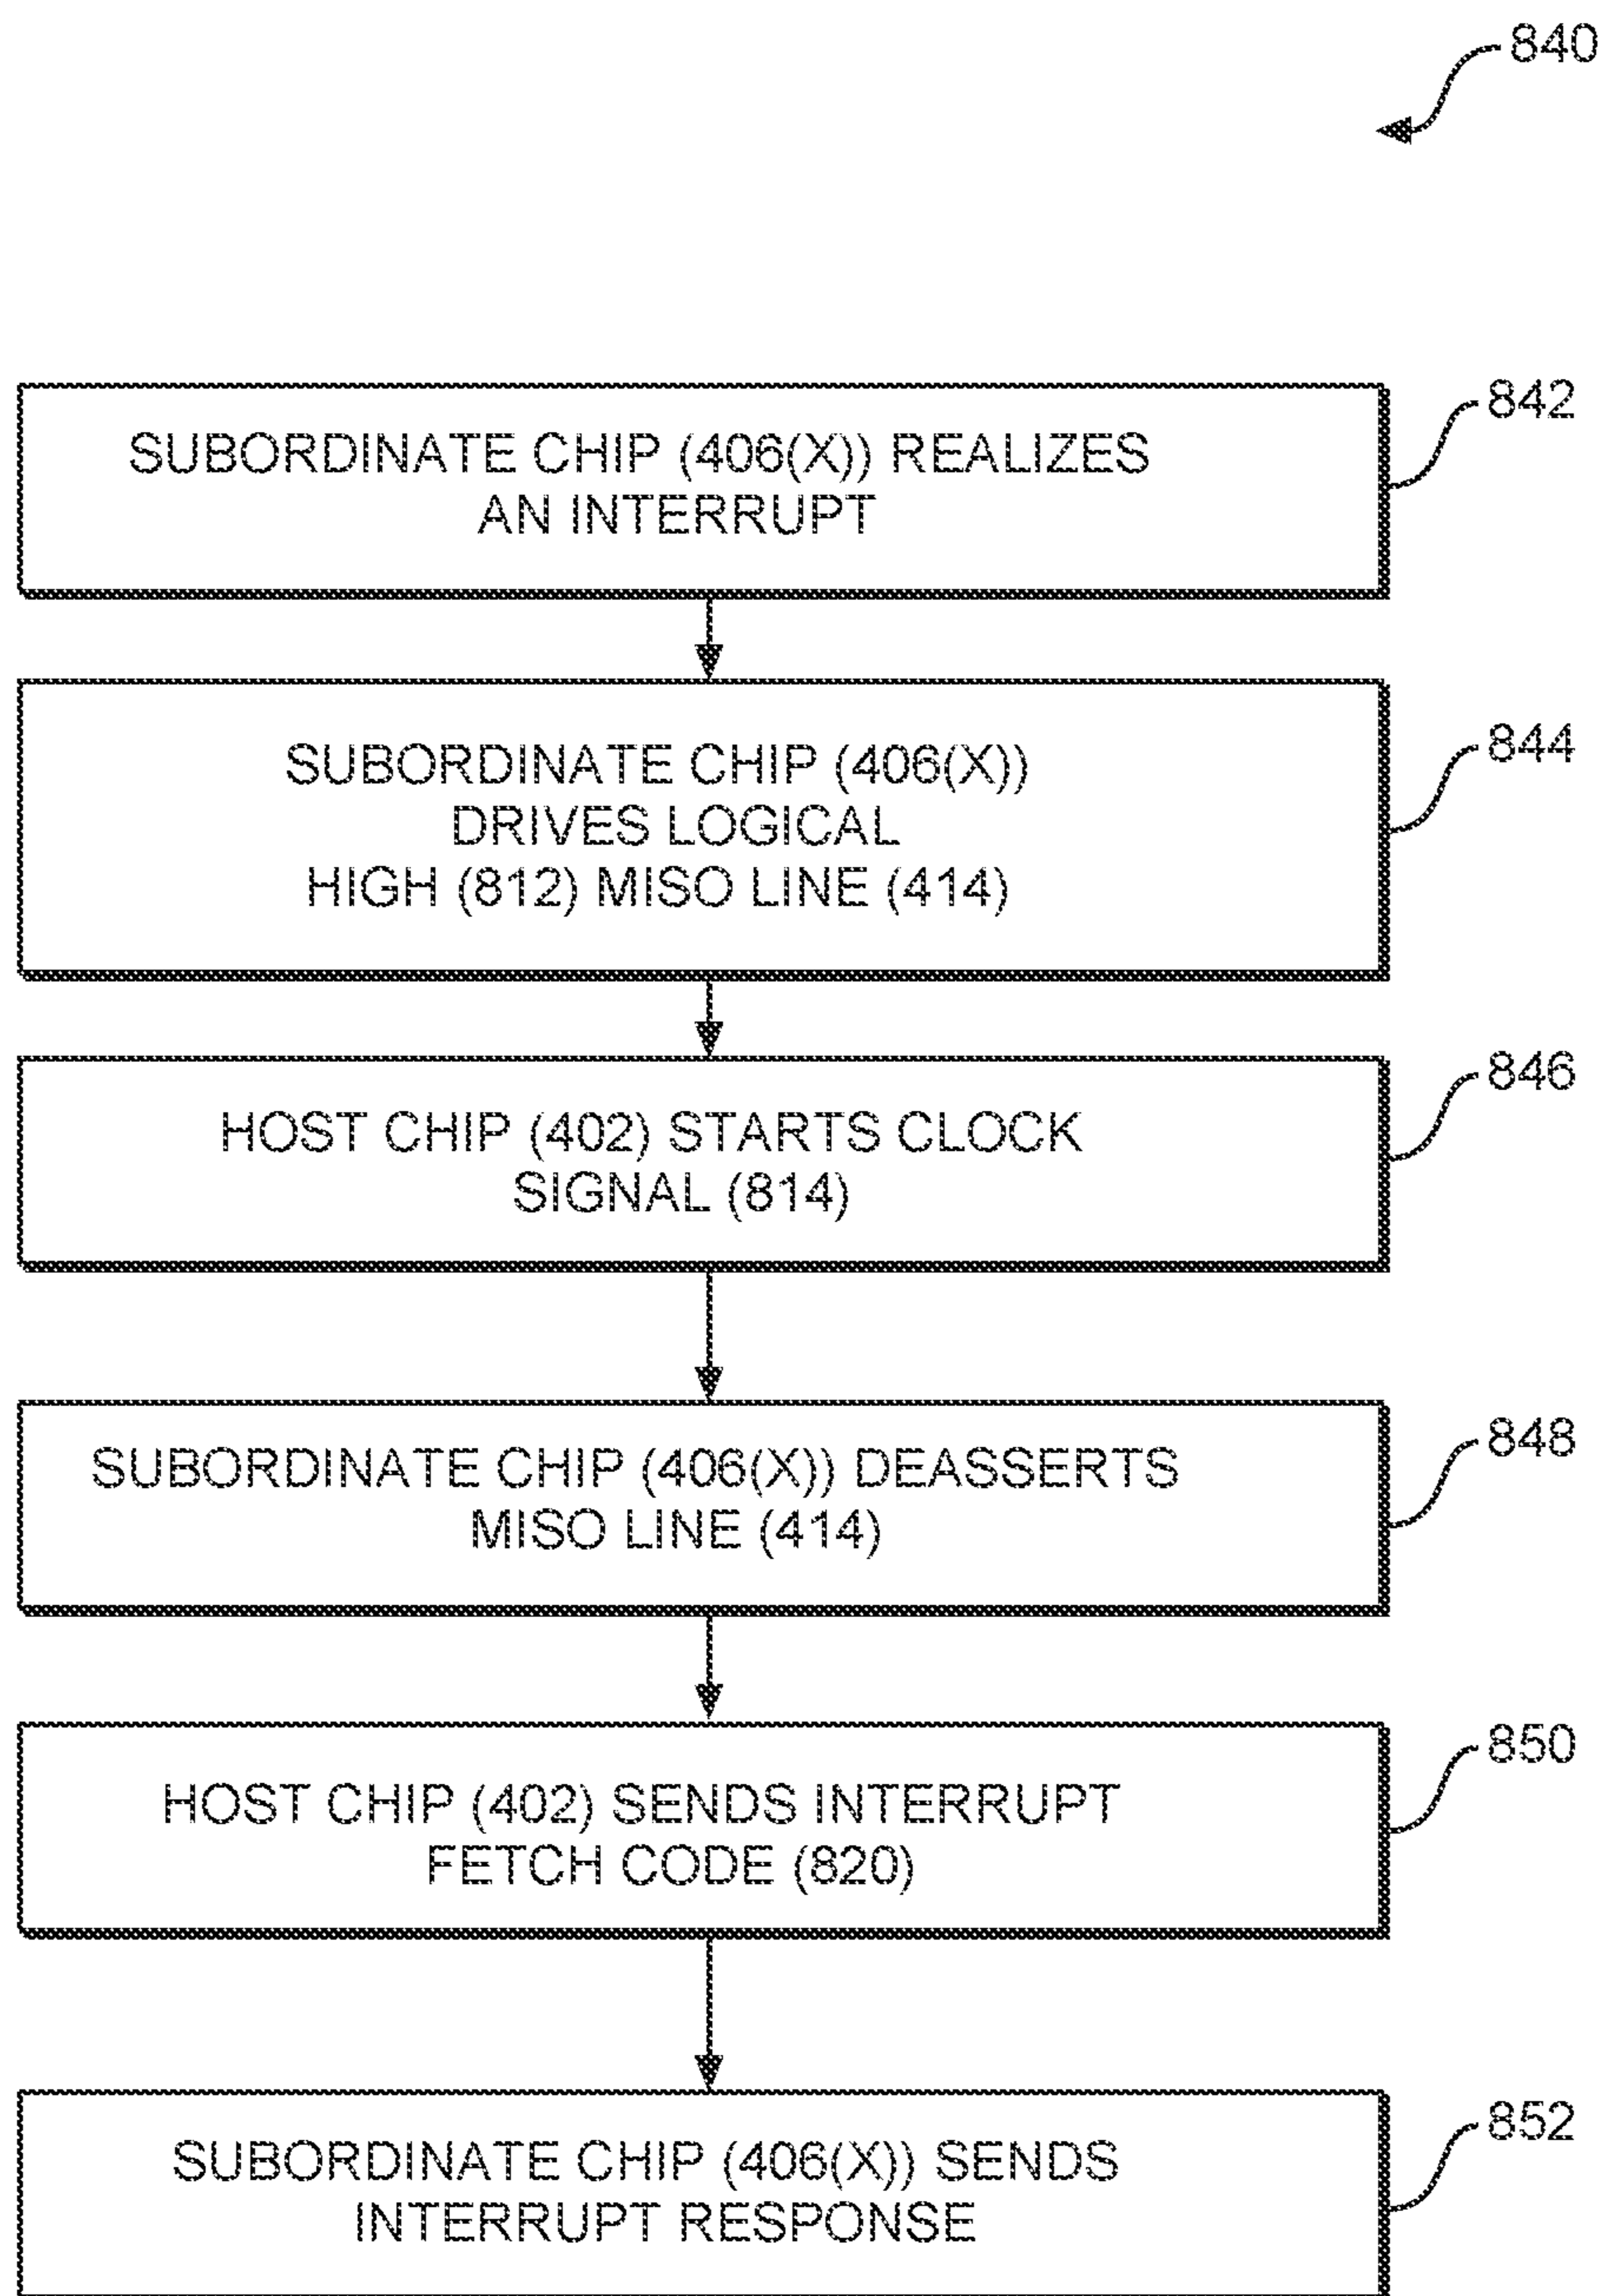 840
842
SUBORDINATE CHIP (406(X)) REALIZES
AN INTERRUPT
844
SUBORDINATE CHIP (406(X))
DRIVES LOGICAL
HIGH (812) MISO LINE (414)
846
HOST CHIP (402) STARTS CLOCK
SIGNAL (814)
848
SUBORDINATE CHIP (406(X)) DEASSERTS
MISO LINE (414)
850
HOST CHIP (402) SENDS INTERRUPT
FETCH CODE (820)
852
SUBORDINATE CHIP (406(X)) SENDS
INTERRUPT RESPONSE